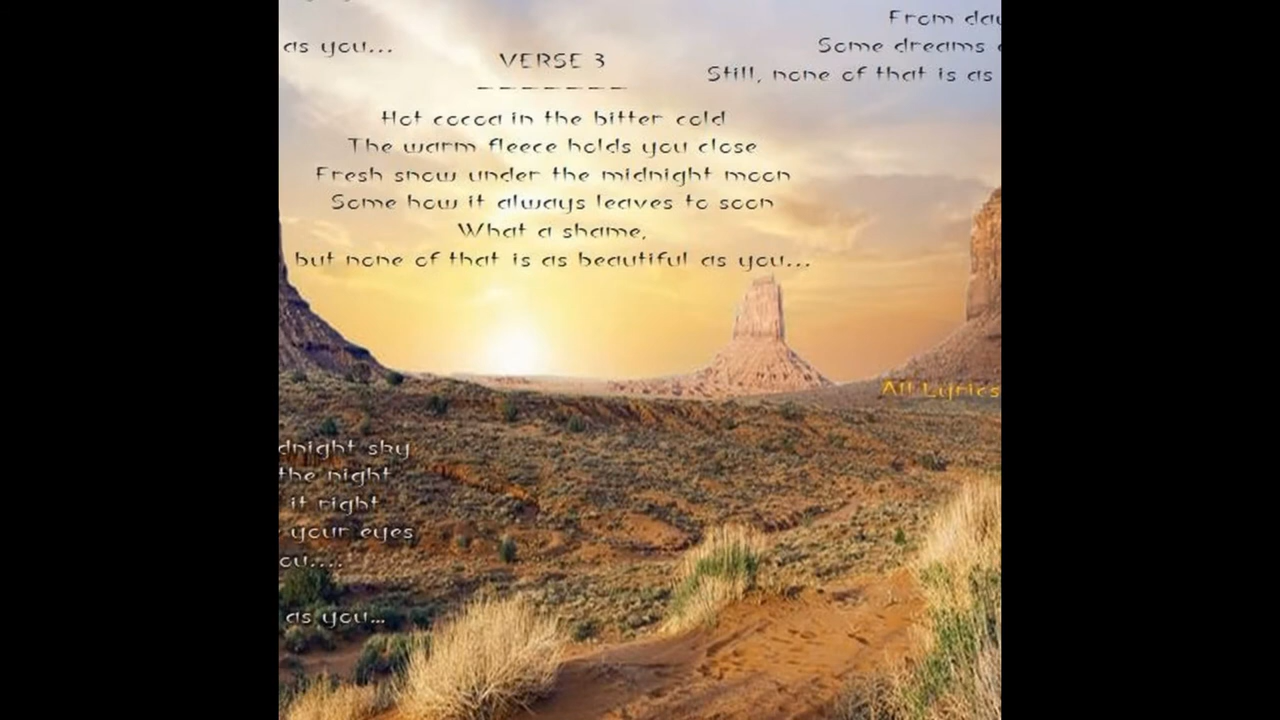 as you...
VERSE 3
- - - - - - -
Hot cocoa in the bitter cold
The warm fleece holds you close
Fresh snow under the midnight moon
Some how it always leaves to soon
What a shame,
but none of that is as beautiful as you...
From
Some dreams
Still, none of that is as
All Lyrics
dnight sky
the night
it right
your eyes
ou....
as you...